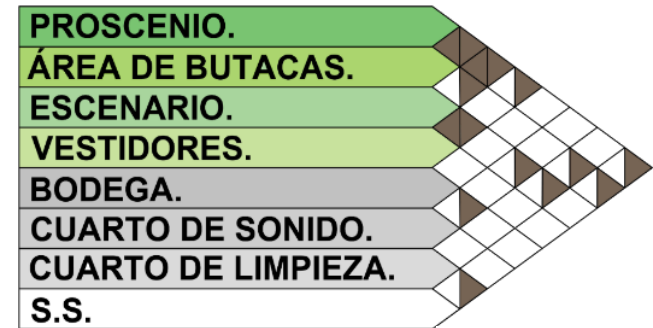 PROSCENIO.
ÁREA DE BUTACAS.
ESCENARIO.
VESTIDORES.
BODEGA.
CUARTO DE SONIDO.
CUARTO DE LIMPIEZA.
S.S.